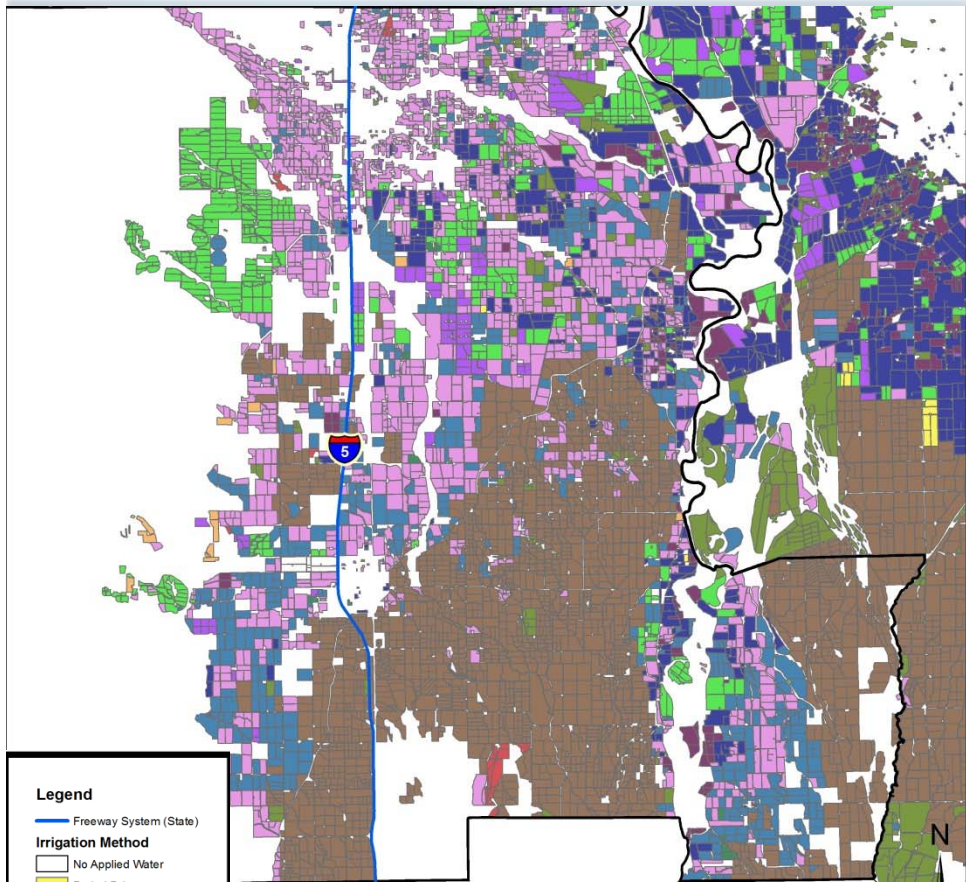 5
Legend
Freeway System (State)
Irrigation Method
No Applied Water
N